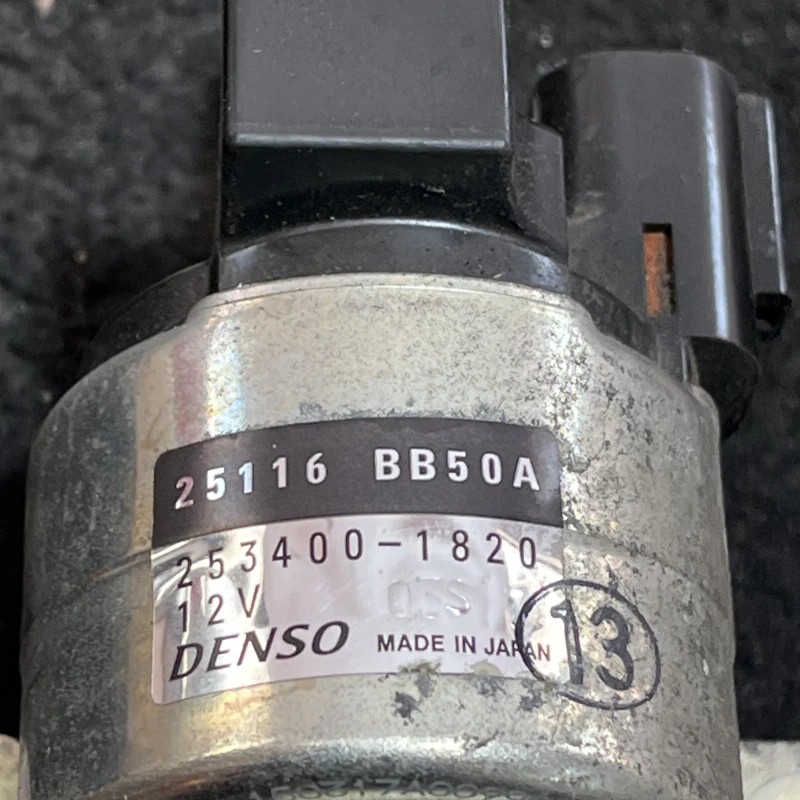 25116 BB50A
253400-1820
12V
DENSO MADE IN JAPAN
13